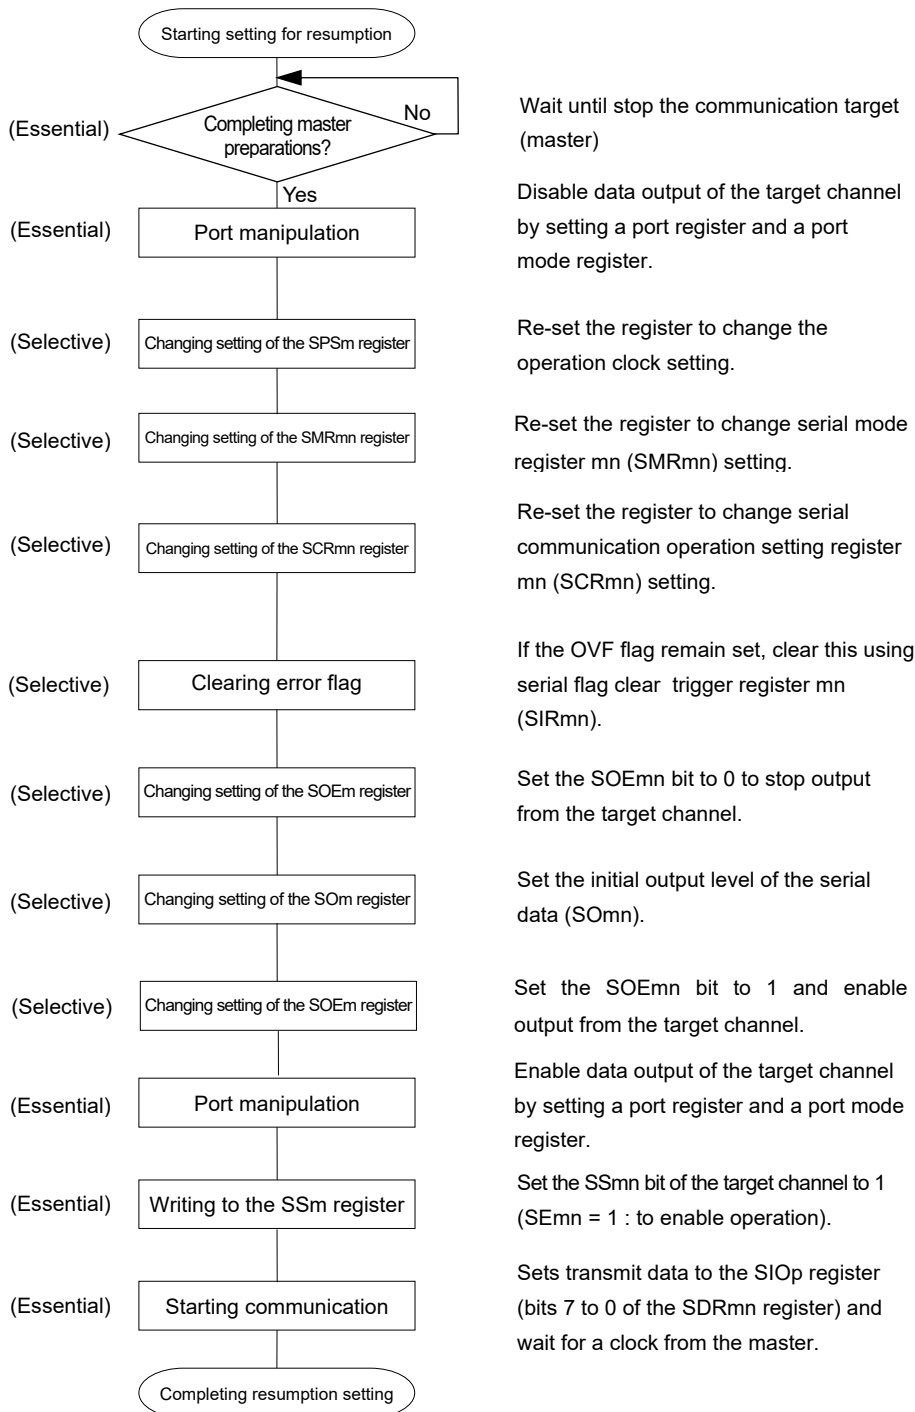 Starting setting for resumption
(Essential)
Completing master
preparations?
No
Wait until stop the communication target
(master)
Yes
(Essential)
Port manipulation
Disable data output of the target channel
by setting a port register and a port
mode register.
(Selective)
Changing setting of the SPSm register
Re-set the register to change the
operation clock setting.
(Selective)
Changing setting of the SMRmn register
Re-set the register to change serial mode
register mn (SMRmn) setting.
(Selective)
Changing setting of the SCRmn register
Re-set the register to change serial
communication operation setting register
mn (SCRmn) setting.
(Selective)
Clearing error flag
If the OVF flag remain set, clear this using
serial flag clear trigger register mn
(SIRmn).
(Selective)
Changing setting of the SOEm register
Set the SOEmn bit to 0 to stop output
from the target channel.
(Selective)
Changing setting of the SOm register
Set the initial output level of the serial
data (SOmn).
(Selective)
Changing setting of the SOEm register
Set the SOEmn bit to 1 and enable
output from the target channel.
(Essential)
Port manipulation
Enable data output of the target channel
by setting a port register and a port mode
register.
(Essential)
Writing to the SSm register
Set the SSmn bit of the target channel to 1
(SEmn = 1 : to enable operation).
(Essential)
Starting communication
Sets transmit data to the SIOp register
(bits 7 to 0 of the SDRmn register) and
wait for a clock from the master.
Completing resumption setting